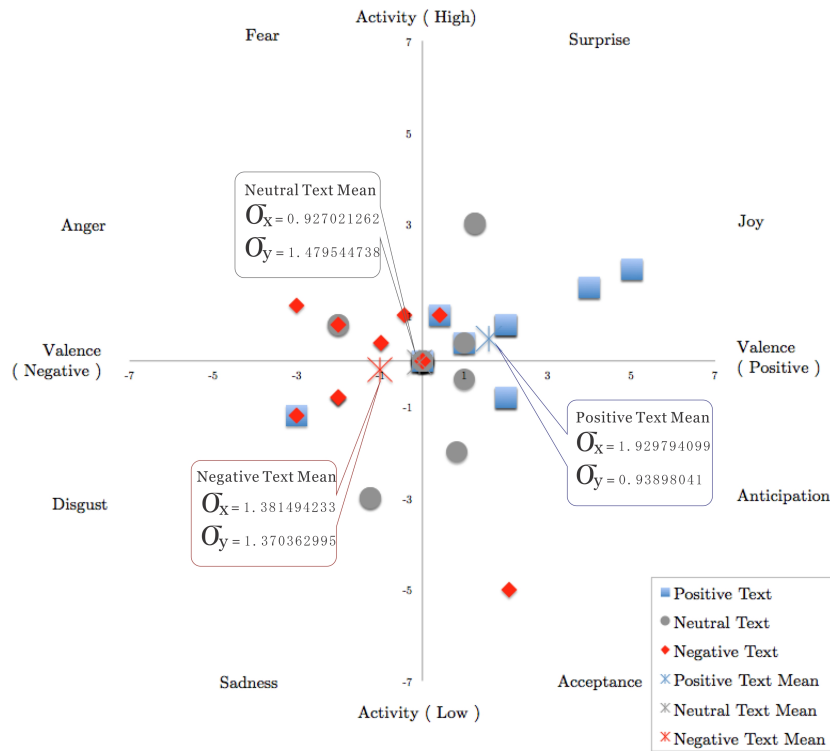 Activity ( High)
Fear
Surprise
7
5
Neutral Text Mean
σx = 0. 927021262
σy = 1. 479544738
3
Anger
Joy
1
Valence
( Negative )
-7
-5
-3
-1
1
3
5
7
Valence
( Positive )
-1
Positive Text Mean
σx = 1. 929794099
σy = 0. 93898041
Negative Text Mean
σx = 1. 381494233
σy = 1. 370362995
-3
Disgust
Anticipation
-5
Positive Text
Neutral Text
Negative Text
Positive Text Mean
Neutral Text Mean
Negative Text Mean
Sadness
-7
Acceptance
Activity ( Low )